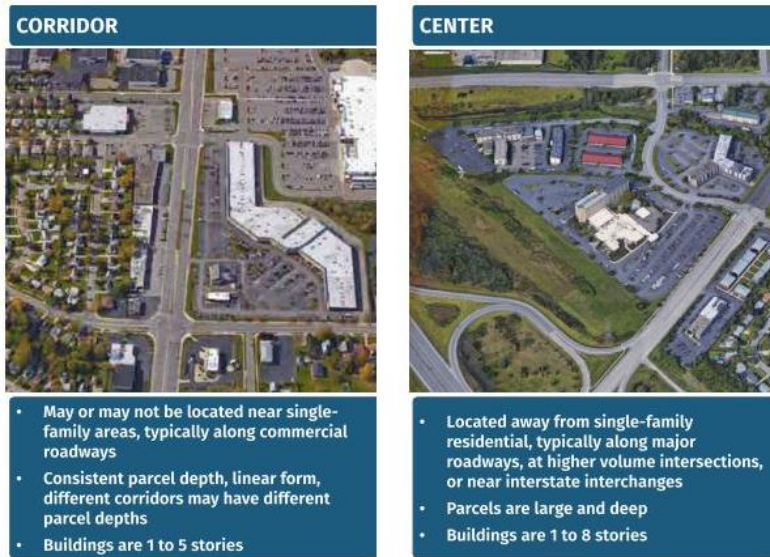 CORRIDOR
• May or may not be located near single-
family areas, typically along commercial
roadways
• Consistent parcel depth, linear form,
different corridors may have different
parcel depths
• Buildings are 1 to 5 stories
CENTER
• Located away from single-family
residential, typically along major
roadways, at higher volume intersections,
or near interstate interchanges
• Parcels are large and deep
• Buildings are 1 to 8 stories